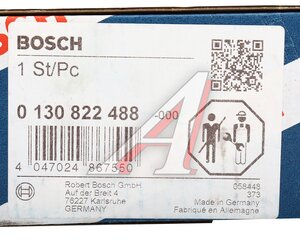 BOSCH
1 St/Pc
0 130 822 488 -000
4 047024 867550
Robert Bosch GmbH
Auf der Breit 4
76227 Karlsruhe
GERMANY
058448
373
Made in Germany
Fabriqué en Allemagne